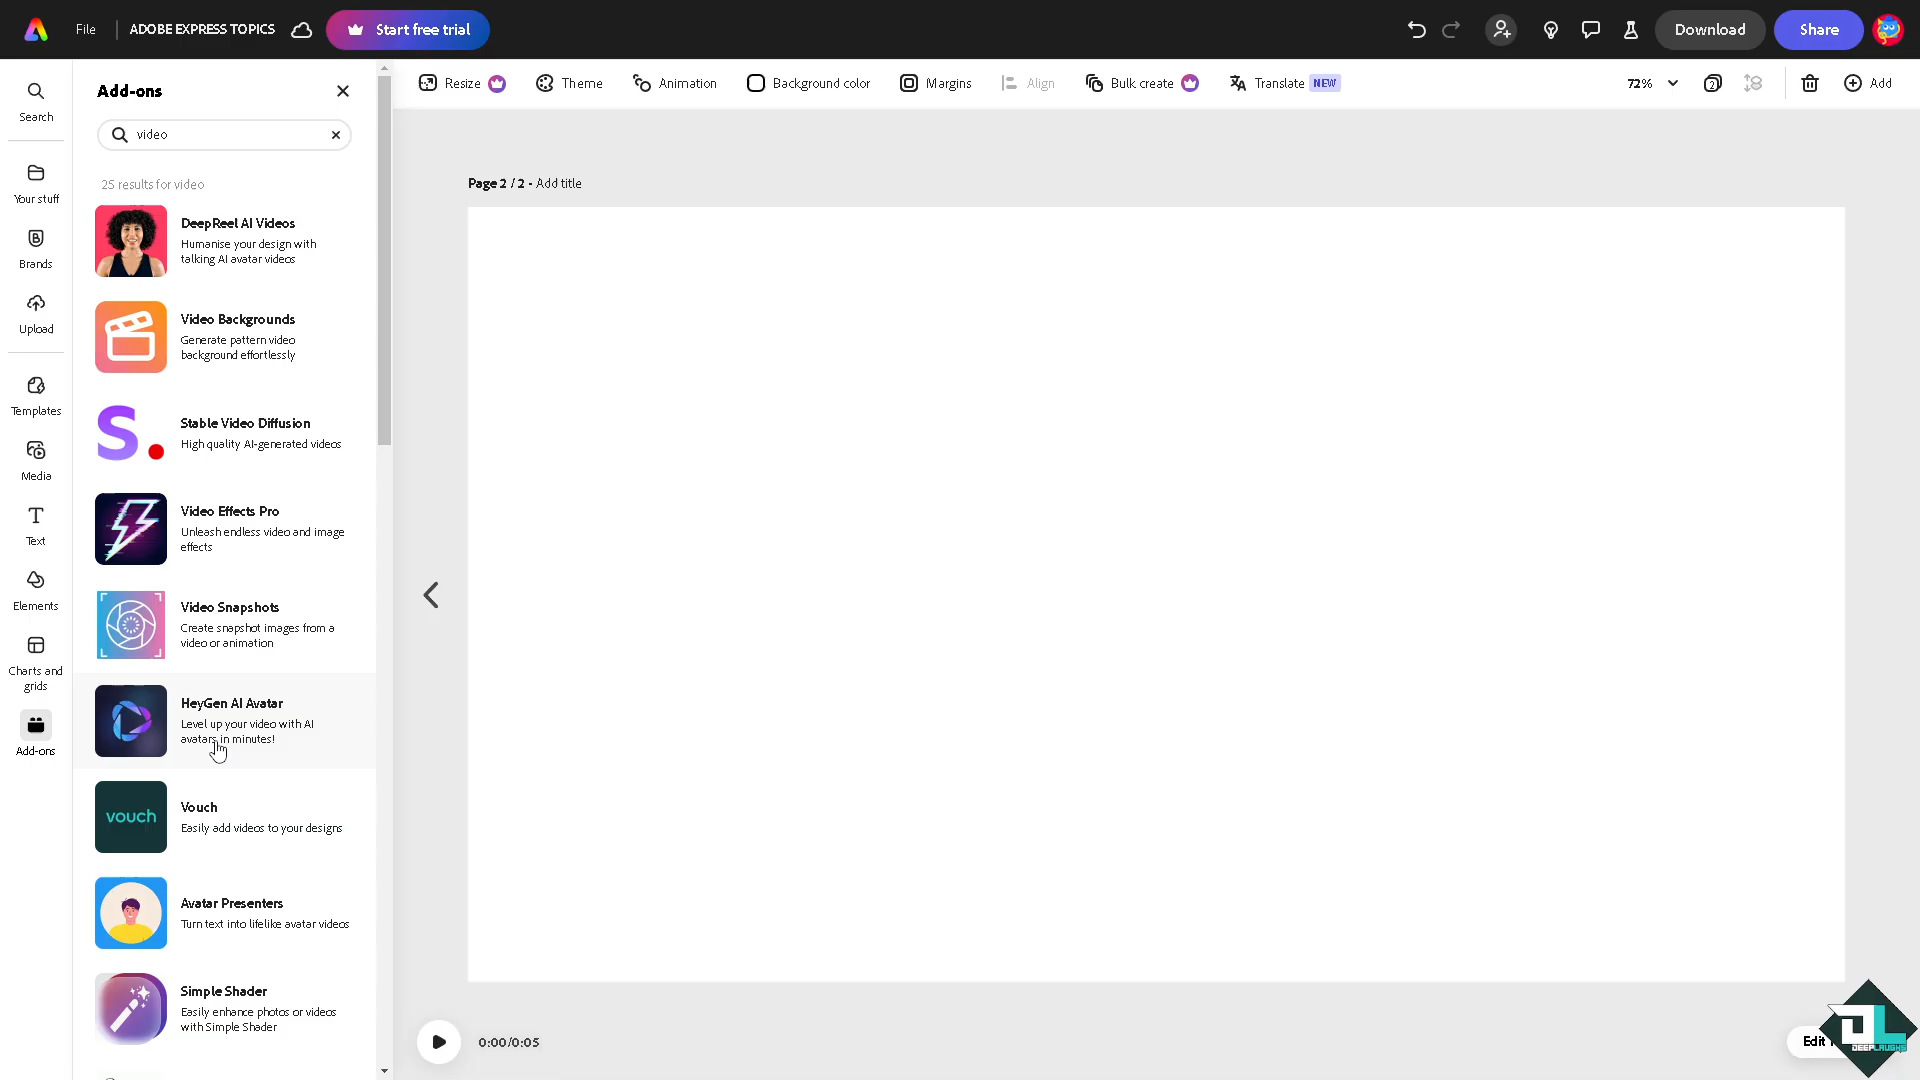 File
ADOBE EXPRESS TOPICS
Start free trial
Download
Share
Search
Your stuff
Brands
Upload
Templates
Media
Text
Elements
Charts and
grids
Add-ons
Add-ons
video
25 results for video
DeepReel AI Videos
Humanise your design with
talking AI avatar videos
Video Backgrounds
Generate pattern video
background effortlessly
S.
Stable Video Diffusion
High quality AI-generated videos
Video Effects Pro
Unleash endless video and image
effects
Video Snapshots
Create snapshot images from a
video or animation
HeyGen AI Avatar
Level up your video with AI
avatars in minutes!
vouch
Vouch
Easily add videos to your designs
Avatar Presenters
Turn text into lifelike avatar videos
Simple Shader
Easily enhance photos or videos
with Simple Shader
Resize
Theme
Animation
Background color
Margins
Align
Bulk create
Translate NEW
72%
2
Add
Page 2 / 2 - Add title
0:00/0:05
Edit
DEEPLAUGHS